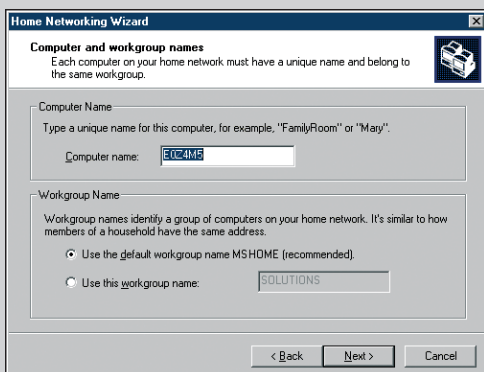 Home Networking Wizard
Computer and workgroup names
Each computer on your home network must have a unique name and belong to
the same workgroup.
Computer Name
Type a unique name for this computer, for example, "FamilyRoom" or "Mary".
Computer name: E0Z4M5
Workgroup Name
Workgroup names identify a group of computers on your home network. It's similar to how
members of a household have the same address.
Use the default workgroup name MSHOME (recommended).
Use this workgroup name: SOLUTIONS
< Back Next > Cancel